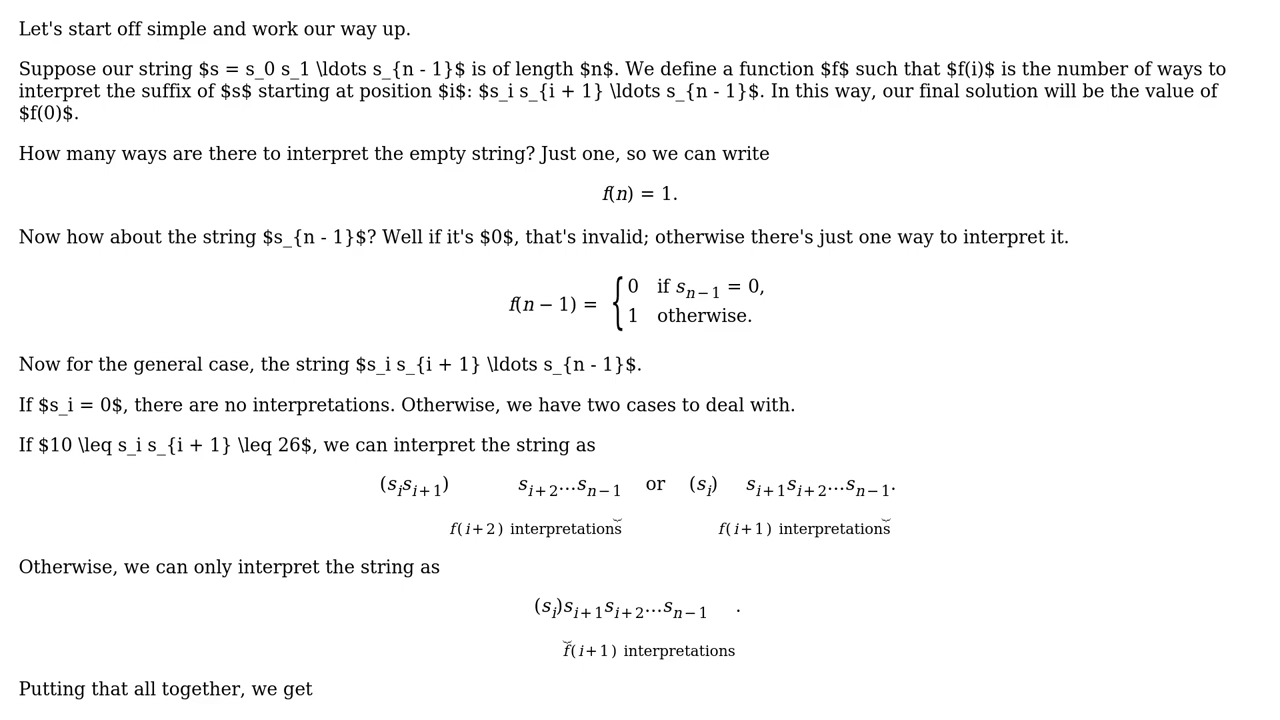 Let's start off simple and work our way up.
Suppose our string $s = s_0 s_1 \ldots s_{n - 1}$ is of length $n$. We define a function $f$ such that $f(i)$ is the number of ways to
interpret the suffix of $s$ starting at position $i$: $s_i s_{i + 1} \ldots s_{n - 1}$. In this way, our final solution will be the value of
$f(0)$.
How many ways are there to interpret the empty string? Just one, so we can write
f(n) = 1.
Now how about the string $s_{n - 1}$? Well if it's $0$, that's invalid; otherwise there's just one way to interpret it.
f(n − 1) = { 0 if s_{n−1} = 0,
1 otherwise.
Now for the general case, the string $s_i s_{i + 1} \ldots s_{n - 1}$.
If $s_i = 0$, there are no interpretations. Otherwise, we have two cases to deal with.
If $10 \leq s_i s_{i + 1} \leq 26$, we can interpret the string as
(s_i s_{i+1}) s_{i+2}…s_{n−1} or (s_i) s_{i+1}s_{i+2}…s_{n−1}.
f(i+2) interpretations f(i+1) interpretations
Otherwise, we can only interpret the string as
(s_i)s_{i+1}s_{i+2}…s_{n−1} .
f(i+1) interpretations
Putting that all together, we get